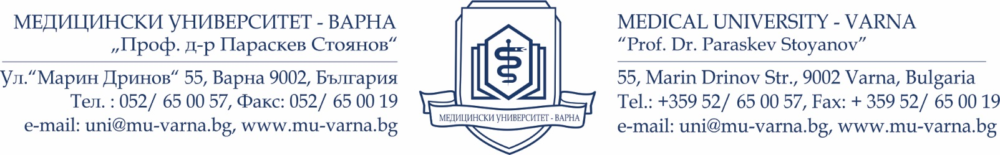 МЕДИЦИНСКИ УНИВЕРСИТЕТ - ВАРНА
„Проф. д-р Параскев Стоянов“
Ул.“Марин Дринов“ 55, Варна 9002, България
Тел. : 052/ 65 00 57, Факс: 052/ 65 00 19
e-mail: uni@mu-varna.bg, www.mu-varna.bg
МЕДИЦИНСКИ УНИВЕРСИТЕТ - ВАРНА
MEDICAL UNIVERSITY - VARNA
“Prof. Dr. Paraskev Stoyanov”
55, Marin Drinov Str., 9002 Varna, Bulgaria
Tel.: +359 52/ 65 00 57, Fax: + 359 52/ 65 00 19
e-mail: uni@mu-varna.bg, www.mu-varna.bg